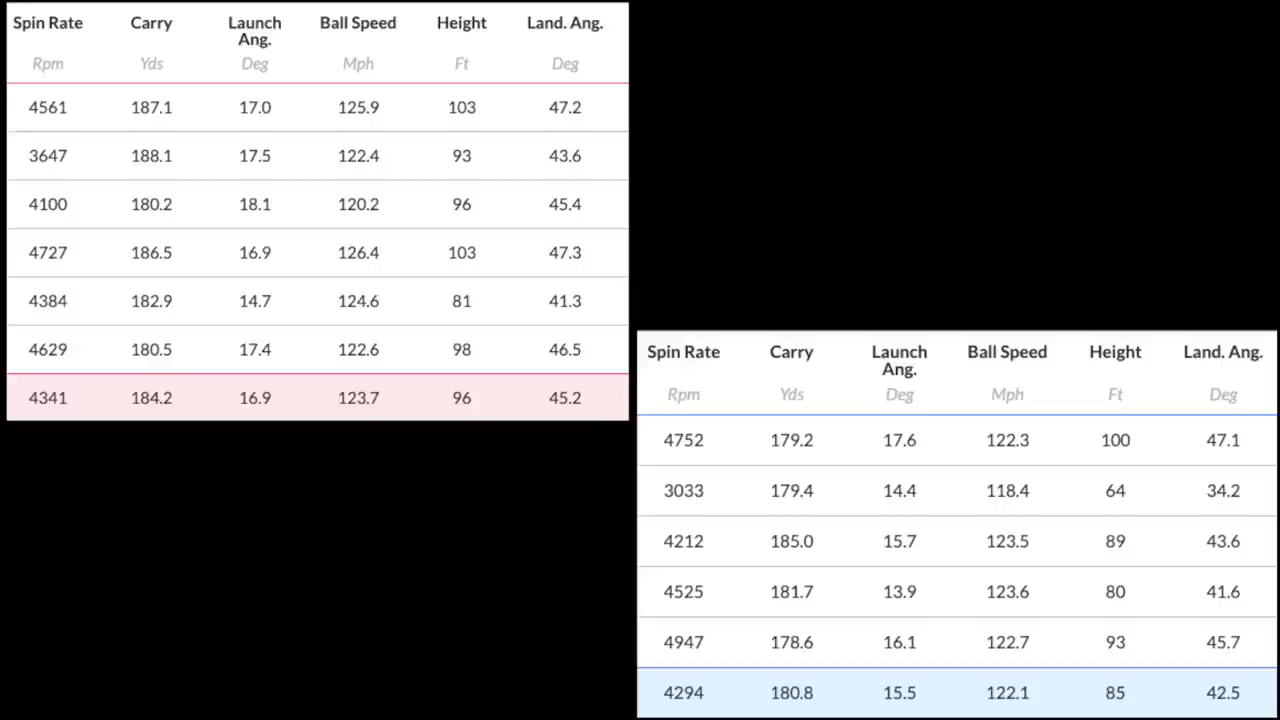 Spin Rate Carry Launch Ang. Ball Speed Height Land. Ang.
Rpm Yds Deg Mph Ft Deg
4561 187.1 17.0 125.9 103 47.2
3647 188.1 17.5 122.4 93 43.6
4100 180.2 18.1 120.2 96 45.4
4727 186.5 16.9 126.4 103 47.3
4384 182.9 14.7 124.6 81 41.3
4629 180.5 17.4 122.6 98 46.5
4341 184.2 16.9 123.7 96 45.2
Spin Rate Carry Launch Ang. Ball Speed Height Land. Ang.
Rpm Yds Deg Mph Ft Deg
4752 179.2 17.6 122.3 100 47.1
3033 179.4 14.4 118.4 64 34.2
4212 185.0 15.7 123.5 89 43.6
4525 181.7 13.9 123.6 80 41.6
4947 178.6 16.1 122.7 93 45.7
4294 180.8 15.5 122.1 85 42.5